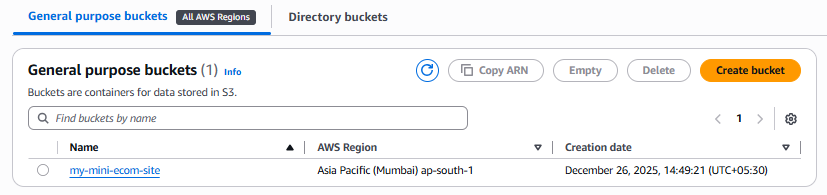 General purpose buckets All AWS Regions Directory buckets
General purpose buckets (1) Info
Copy ARN Empty Delete Create bucket
Buckets are containers for data stored in S3.
Find buckets by name
1
Name AWS Region Creation date
my-mini-ecom-site Asia Pacific (Mumbai) ap-south-1 December 26, 2025, 14:49:21 (UTC+05:30)